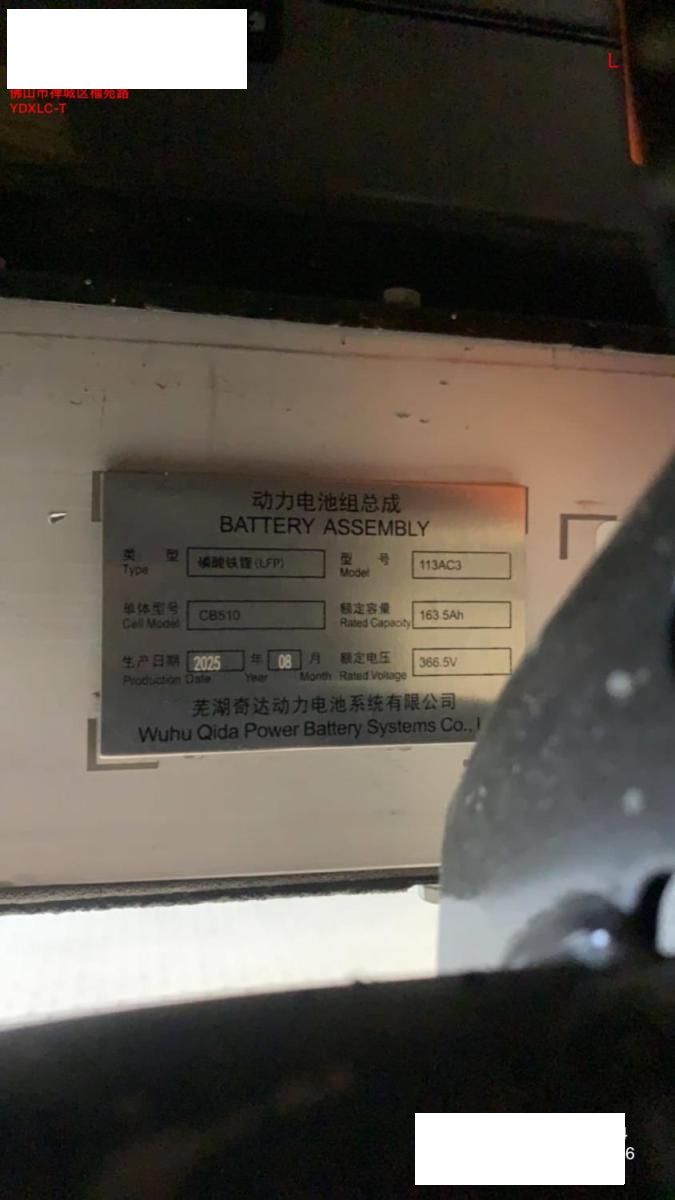 佛山市禅城区榴苑路
YDXLC-T
L
动力电池组总成
BATTERY ASSEMBLY
类 型 磷酸铁锂(LFP) 型 号 113AC3
Type Model
单体型号 CB510 额定容量 163.5Ah
Cell Model Rated Capacity
生产日期 2025 年 08 月 额定电压 366.5V
Production Date Year Month Rated Voltage
芜湖奇达动力电池系统有限公司
Wuhu Qida Power Battery Systems Co.,
6